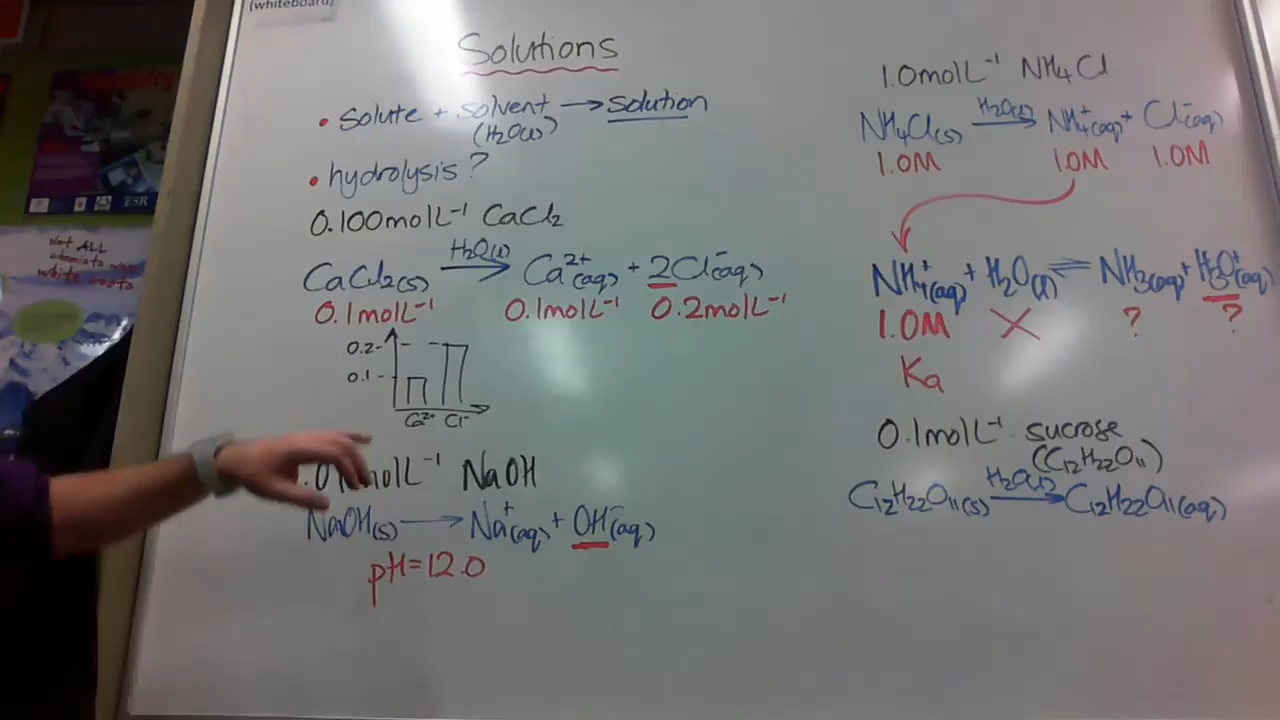 (whiteboard)
Solutions
• solute + solvent → solution
(H₂O(l))
• hydrolysis?
0.100molL⁻¹ CaCl₂
CaCl₂(s) H₂O(l)→ Ca²⁺(aq) + 2Cl⁻(aq)
0.1molL⁻¹ 0.1molL⁻¹ 0.2molL⁻¹
0.2-
0.1-
Ca²⁺ Cl⁻
molL⁻¹ NaOH
NaOH(s) → Na⁺(aq) + OH⁻(aq)
pH=12.0
1.0molL⁻¹ NH₄Cl
NH₄Cl(s) H₂O(l)→ NH₄⁺(aq) + Cl⁻(aq)
1.0M 1.0M 1.0M
NH₄⁺(aq) + H₂O(l) ⇌ NH₃(aq) + H₃O⁺(aq)
1.0M X ? ?
Ka
0.1molL⁻¹ sucrose
(C₁₂H₂₂O₁₁)
C₁₂H₂₂O₁₁(s) H₂O(l)→ C₁₂H₂₂O₁₁(aq)
Not ALL
white coats
ESR